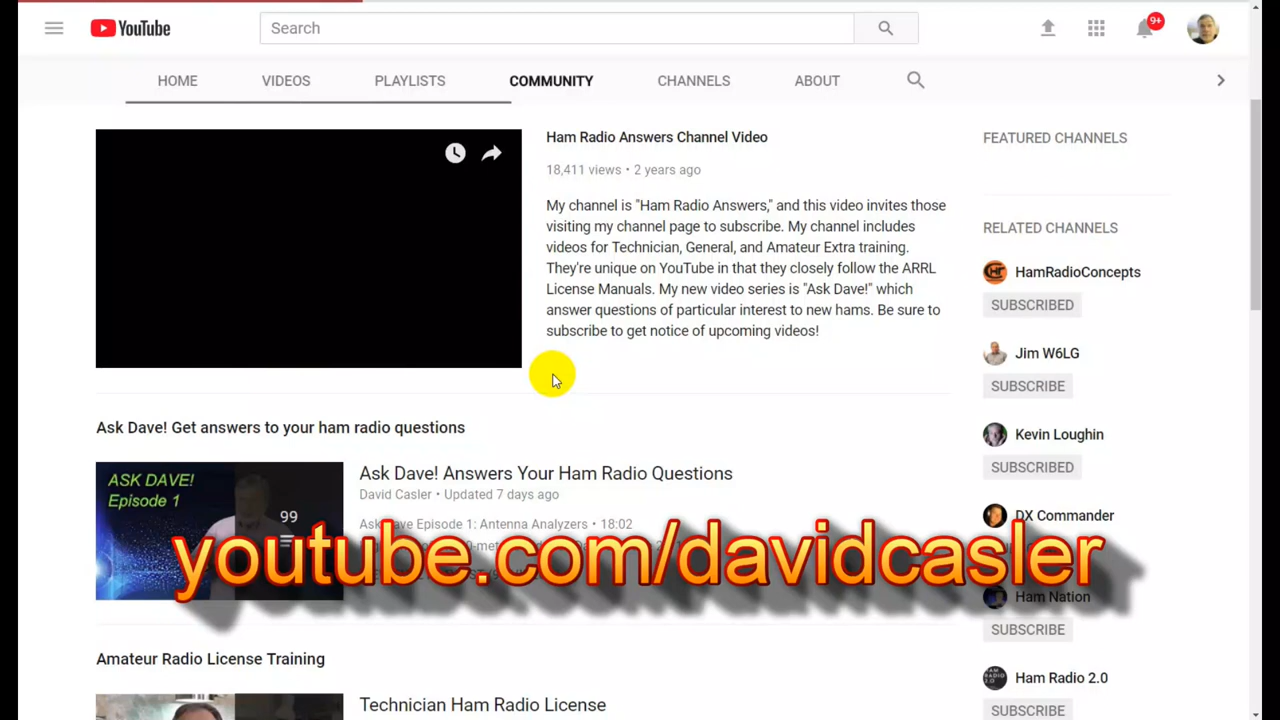 YouTube
Search
9+
HOME
VIDEOS
PLAYLISTS
COMMUNITY
CHANNELS
ABOUT
Ham Radio Answers Channel Video
18,411 views • 2 years ago
My channel is "Ham Radio Answers," and this video invites those
visiting my channel page to subscribe. My channel includes
videos for Technician, General, and Amateur Extra training.
They're unique on YouTube in that they closely follow the ARRL
License Manuals. My new video series is "Ask Dave!" which
answer questions of particular interest to new hams. Be sure to
subscribe to get notice of upcoming videos!
FEATURED CHANNELS
RELATED CHANNELS
HamRadioConcepts
SUBSCRIBED
Jim W6LG
SUBSCRIBE
Kevin Loughin
SUBSCRIBED
DX Commander
Ham Nation
SUBSCRIBE
HAM RADIO 2.0
Ham Radio 2.0
SUBSCRIBE
Ask Dave! Get answers to your ham radio questions
ASK DAVE!
Episode 1
99
Ask Dave! Answers Your Ham Radio Questions
David Casler • Updated 7 days ago
Ask Dave Episode 1: Antenna Analyzers • 18:02
youtube.com/davidcasler
Amateur Radio License Training
Technician Ham Radio License